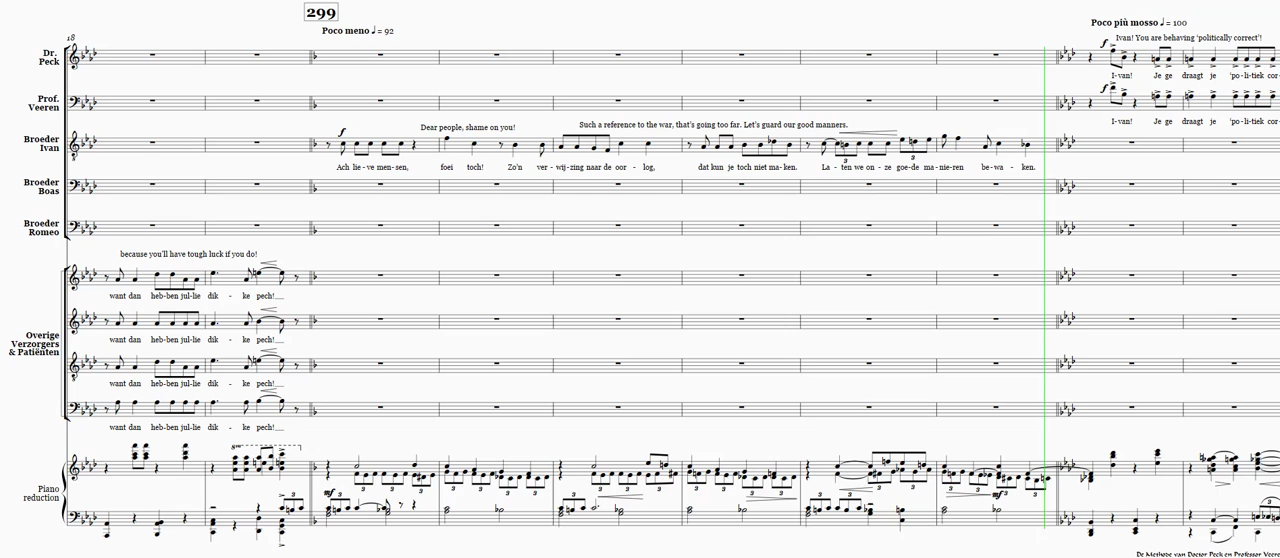 299
18
Poco meno ♩ = 92
Poco più mosso ♩ = 100
Dr.
Peck
f
Ivan! You are behaving 'politically correct'!
I-van! Je ge draagt je 'po-li-tiek cor-
Prof.
Veeren
f
I-van! Je ge draagt je 'po-li-tiek cor-
Broeder
Ivan
f
Dear people, shame on you!
Such a reference to the war, that's going too far. Let's guard our good manners.
3 3
Ach lie-ve men-sen, foei toch! Zo'n ver-wij-zing naar de oor-log, dat kun je toch niet ma-ken. La-ten we on-ze goe-de ma-nie-ren be-wa-ken.
Broeder
Boas
Broeder
Romeo
because you'll have tough luck if you do!
want dan heb-ben jul-lie dik - ke pech!
want dan heb-ben jul-lie dik - ke pech!
Overige
Verzorgers
& Patiënten
want dan heb-ben jul-lie dik - ke pech!
want dan heb-ben jul-lie dik - ke pech!
Piano
reduction
mf
mf
De Methode van Doctor Peck en Professor Veere